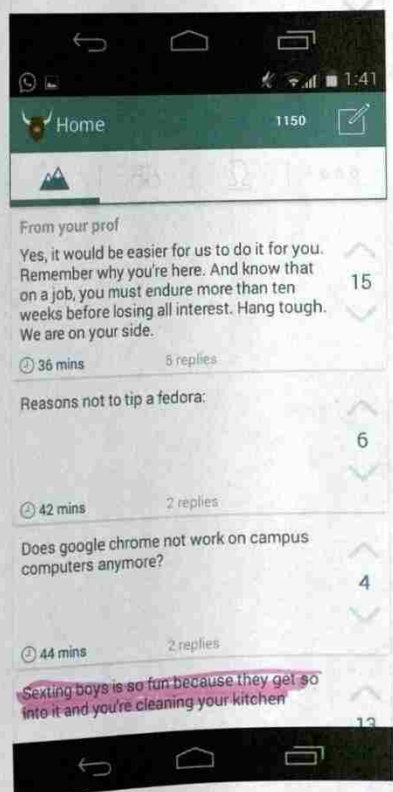 1:41
Home
1150
From your prof
Yes, it would be easier for us to do it for you.
Remember why you're here. And know that
on a job, you must endure more than ten
weeks before losing all interest. Hang tough.
We are on your side.
15
36 mins
5 replies
Reasons not to tip a fedora:
6
42 mins
2 replies
Does google chrome not work on campus
computers anymore?
4
44 mins
2 replies
Sexting boys is so fun because they get so
into it and you're cleaning your kitchen
13